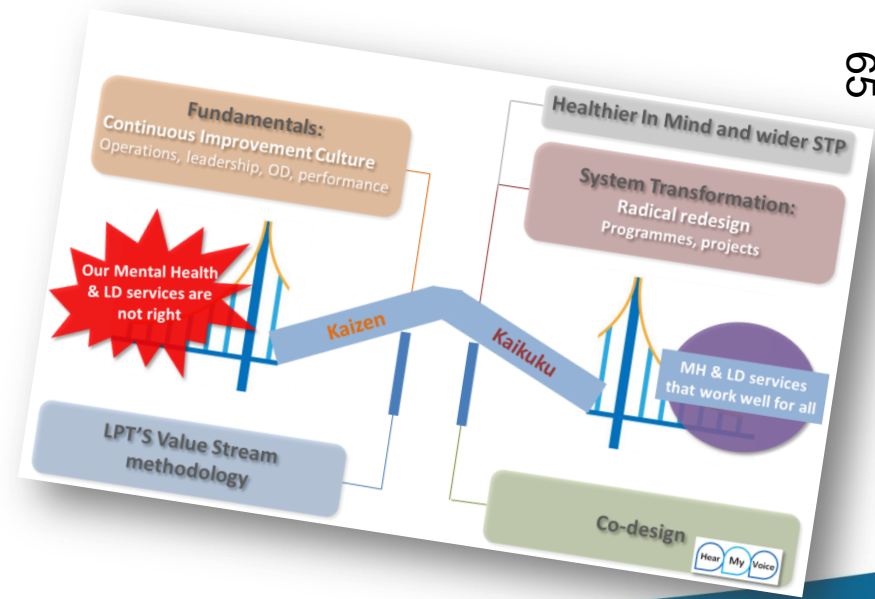 65
Fundamentals:
Continuous Improvement Culture
Operations, leadership, OD, performance
Healthier In Mind and wider STP
System Transformation:
Radical redesign
Programmes, projects
Our Mental Health
& LD services are
not right
Kaizen
Kaikuku
MH & LD services
that work well for all
LPT'S Value Stream
methodology
Co-design
Hear
My
Voice